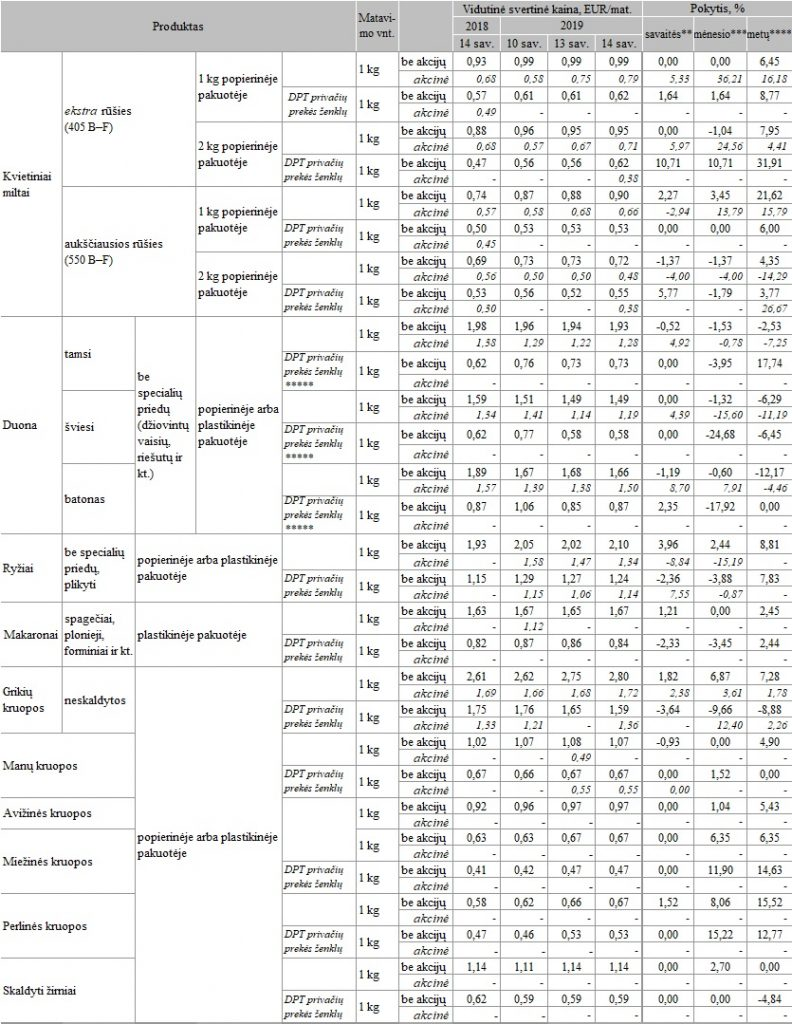 Produktas Matavi- Vidutinė svertinė kaina, EUR/mat. Pokytis, %
mo vnt. 2018 2019 savaitės** mėnesio*** metų****
14 sav. 10 sav. 13 sav. 14 sav.
Kvietiniai miltai ekstra rūšies (405 B–F) 1 kg popierinėje pakuotėje 1 kg be akcijų 0,93 0,99 0,99 0,99 0,00 0,00 6,45
akcinė 0,68 0,58 0,75 0,79 5,33 36,21 16,18
DPT privačių prekės ženklų 1 kg be akcijų 0,57 0,61 0,61 0,62 1,64 1,64 8,77
akcinė 0,49 - - - - - -
2 kg popierinėje pakuotėje 1 kg be akcijų 0,88 0,96 0,95 0,95 0,00 -1,04 7,95
akcinė 0,68 0,57 0,67 0,71 5,97 24,56 4,41
DPT privačių prekės ženklų 1 kg be akcijų 0,47 0,56 0,56 0,62 10,71 10,71 31,91
akcinė - - - 0,38 - - -
aukščiausios rūšies (550 B–F) 1 kg popierinėje pakuotėje 1 kg be akcijų 0,74 0,87 0,88 0,90 2,27 3,45 21,62
akcinė 0,57 0,58 0,68 0,66 -2,94 13,79 15,79
DPT privačių prekės ženklų 1 kg be akcijų 0,50 0,53 0,53 0,53 0,00 0,00 6,00
akcinė 0,45 - - - - - -
2 kg popierinėje pakuotėje 1 kg be akcijų 0,69 0,73 0,73 0,72 -1,37 -1,37 4,35
akcinė 0,56 0,50 0,50 0,48 -4,00 -4,00 -14,29
DPT privačių prekės ženklų 1 kg be akcijų 0,53 0,56 0,52 0,55 5,77 -1,79 3,77
akcinė 0,30 - - 0,38 - - 26,67
Duona tamsi be specialių priedų (džiovintų vaisių, riešutų ir kt.) popierinėje arba plastikinėje pakuotėje 1 kg be akcijų 1,98 1,96 1,94 1,93 -0,52 -1,53 -2,53
akcinė 1,38 1,29 1,22 1,28 4,92 -0,78 -7,25
DPT privačių prekės ženklų ***** 1 kg be akcijų 0,62 0,76 0,73 0,73 0,00 -3,95 17,74
akcinė - - - - - - -
šviesi 1 kg be akcijų 1,59 1,51 1,49 1,49 0,00 -1,32 -6,29
akcinė 1,34 1,41 1,14 1,19 4,39 -15,60 -11,19
DPT privačių prekės ženklų ***** 1 kg be akcijų 0,62 0,77 0,58 0,58 0,00 -24,68 -6,45
akcinė - - - - - - -
batonas 1 kg be akcijų 1,89 1,67 1,68 1,66 -1,19 -0,60 -12,17
akcinė 1,57 1,39 1,38 1,50 8,70 7,91 -4,46
DPT privačių prekės ženklų ***** 1 kg be akcijų 0,87 1,06 0,85 0,87 2,35 -17,92 0,00
akcinė - - - - - - -
Ryžiai be specialių priedų, plikyti popierinėje arba plastikinėje pakuotėje 1 kg be akcijų 1,93 2,05 2,02 2,10 3,96 2,44 8,81
akcinė - 1,58 1,47 1,34 -8,84 -15,19 -
DPT privačių prekės ženklų 1 kg be akcijų 1,15 1,29 1,27 1,24 -2,36 -3,88 7,83
akcinė - 1,15 1,06 1,14 7,55 -0,87 -
Makaronai spagečiai, plonieji, forminiai ir kt. plastikinėje pakuotėje 1 kg be akcijų 1,63 1,67 1,65 1,67 1,21 0,00 2,45
akcinė - 1,12 - - - - -
DPT privačių prekės ženklų 1 kg be akcijų 0,82 0,87 0,86 0,84 -2,33 -3,45 2,44
akcinė - - - - - - -
Grikių kruopos neskaldytos popierinėje arba plastikinėje pakuotėje 1 kg be akcijų 2,61 2,62 2,75 2,80 1,82 6,87 7,28
akcinė 1,69 1,66 1,68 1,72 2,38 3,61 1,78
DPT privačių prekės ženklų 1 kg be akcijų 1,75 1,76 1,65 1,59 -3,64 -9,66 -8,88
akcinė 1,33 1,21 - 1,36 - 12,40 2,26
Manų kruopos 1 kg be akcijų 1,02 1,07 1,08 1,07 -0,93 0,00 4,90
akcinė - - 0,49 - - - -
DPT privačių prekės ženklų 1 kg be akcijų 0,67 0,66 0,67 0,67 0,00 1,52 0,00
akcinė - - 0,55 0,55 0,00 - -
Avižinės kruopos 1 kg be akcijų 0,92 0,96 0,97 0,97 0,00 1,04 5,43
akcinė - - - - - - -
Miežinės kruopos 1 kg be akcijų 0,63 0,63 0,67 0,67 0,00 6,35 6,35
akcinė - - - - - - -
DPT privačių prekės ženklų 1 kg be akcijų 0,41 0,42 0,47 0,47 0,00 11,90 14,63
akcinė - - - - - - -
Perlinės kruopos 1 kg be akcijų 0,58 0,62 0,66 0,67 1,52 8,06 15,52
akcinė - - - - - - -
DPT privačių prekės ženklų 1 kg be akcijų 0,47 0,46 0,53 0,53 0,00 15,22 12,77
akcinė - - - - - - -
Skaldyti žirniai 1 kg be akcijų 1,14 1,11 1,14 1,14 0,00 2,70 0,00
akcinė - - - - - - -
DPT privačių prekės ženklų 1 kg be akcijų 0,62 0,59 0,59 0,59 0,00 0,00 -4,84
akcinė - - - - - - -